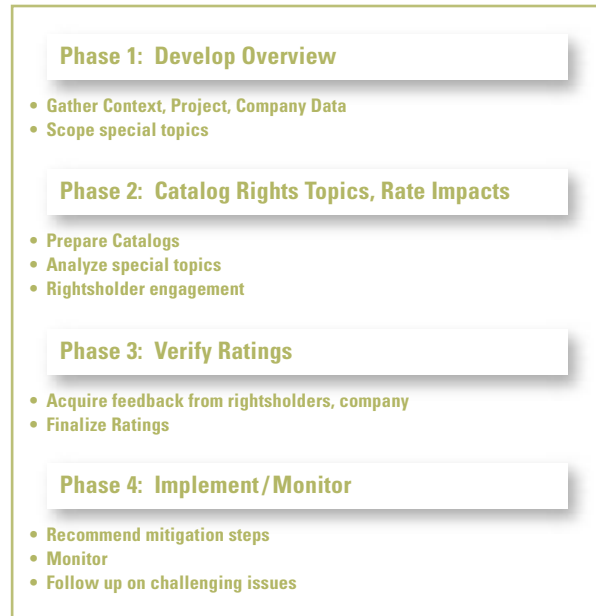 Phase 1: Develop Overview
• Gather Context, Project, Company Data
• Scope special topics
Phase 2: Catalog Rights Topics, Rate Impacts
• Prepare Catalogs
• Analyze special topics
• Rightsholder engagement
Phase 3: Verify Ratings
• Acquire feedback from rightsholders, company
• Finalize Ratings
Phase 4: Implement/Monitor
• Recommend mitigation steps
• Monitor
• Follow up on challenging issues